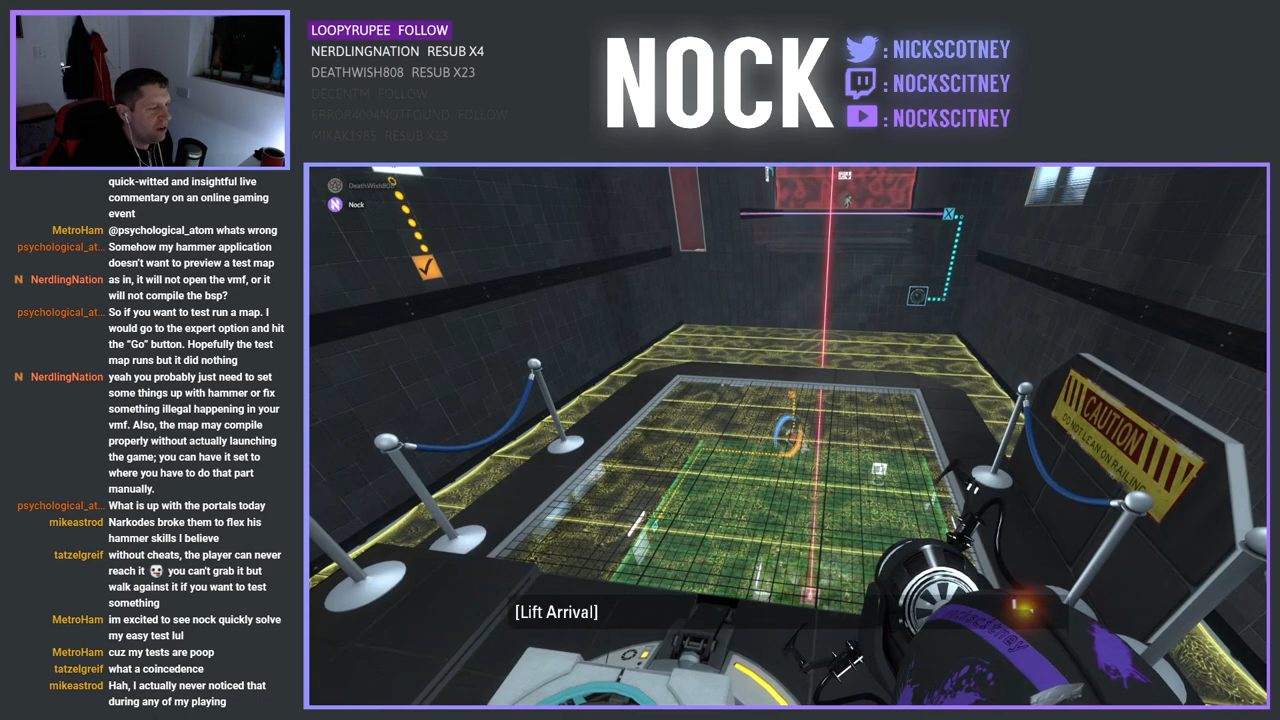 LOOPYRUPEE FOLLOW
NERDLINGNATION RESUB X4
DEATHWISH808 RESUB X23
DECENTM FOLLOW
ERROR4004NOTFOUND FOLLOW
MIKAK1985 RESUB X13
NOCK
: NICKSCOTNEY
: NOCKSCITNEY
: NOCKSCITNEY
quick-witted and insightful live
commentary on an online gaming
event
MetroHam @psychological_atom whats wrong
psychological_at... Somehow my hammer application
doesn't want to preview a test map
N NerdlingNation as in, it will not open the vmf, or it
will not compile the bsp?
psychological_at... So if you want to test run a map. I
would go to the expert option and hit
the “Go” button. Hopefully the test
map runs but it did nothing
N NerdlingNation yeah you probably just need to set
some things up with hammer or fix
something illegal happening in your
vmf. Also, the map may compile
properly without actually launching
the game; you can have it set to
where you have to do that part
manually.
psychological_at... What is up with the portals today
mikeastrod Narkodes broke them to flex his
hammer skills I believe
tatzelgreif without cheats, the player can never
reach it you can't grab it but
walk against it if you want to test
something
MetroHam im excited to see nock quickly solve
my easy test lul
MetroHam cuz my tests are poop
tatzelgreif what a coincedence
mikeastrod Hah, I actually never noticed that
during any of my playing
DeathWish808
N Nock
CAUTION
DO NOT LEAN ON RAILING
[Lift Arrival]
nockscitney